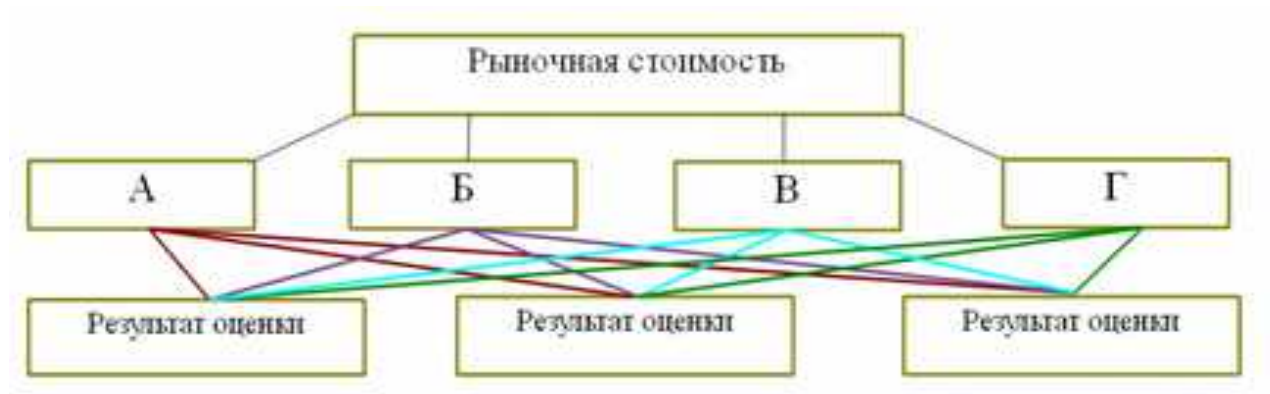 Рыночная стоимость
А
Б
В
Г
Результат оценки
Результат оценки
Результат оценки